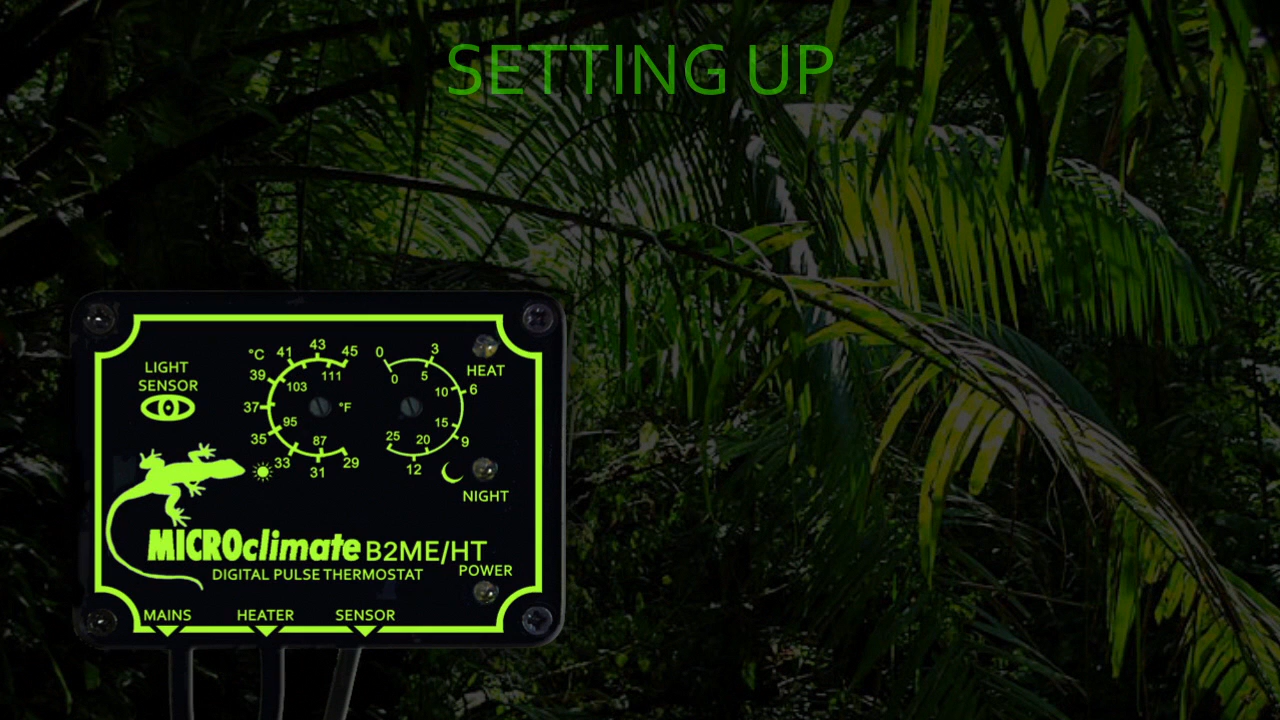 SETTING UP
LIGHT
SENSOR
°C 41 43 45
39 103 111
37 °F
35 95 87
33 31 29
0 3
0 5
10 6
15 9
25 20
12
HEAT
NIGHT
MICROclimate B2ME/HT
DIGITAL PULSE THERMOSTAT
POWER
MAINS HEATER SENSOR